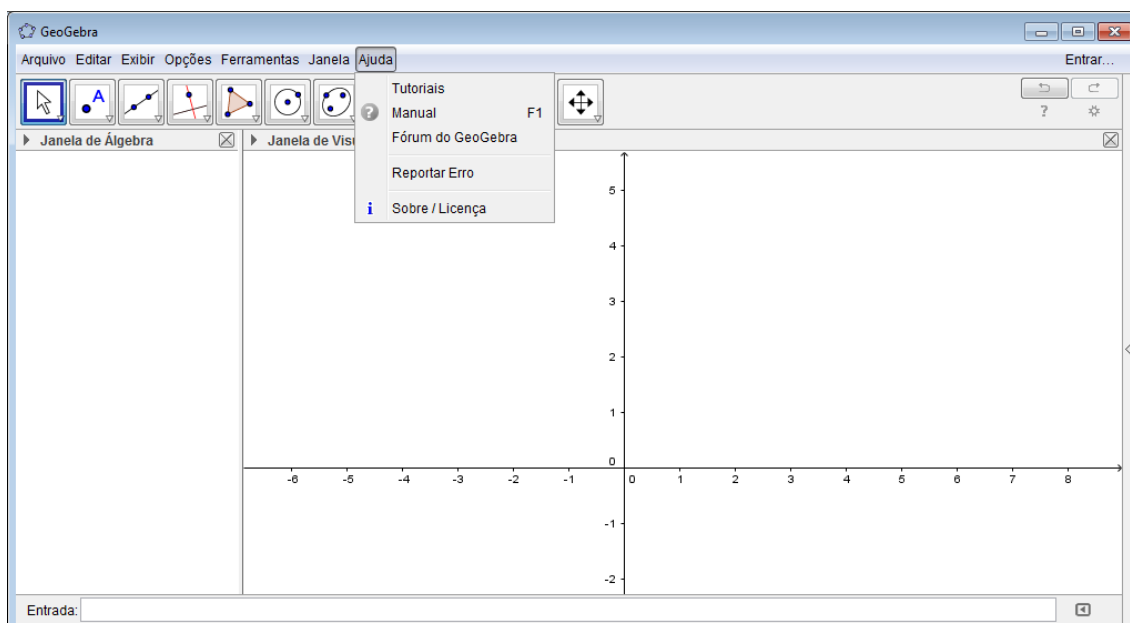 GeoGebra
Arquivo Editar Exibir Opções Ferramentas Janela Ajuda Entrar...
A
Tutoriais
Manual F1
Fórum do GeoGebra
Reportar Erro
Sobre / Licença
Janela de Álgebra
Janela de Visu
5
4
3
2
1
0
-6 -5 -4 -3 -2 -1 0 1 2 3 4 5 6 7 8
-1
-2
Entrada: